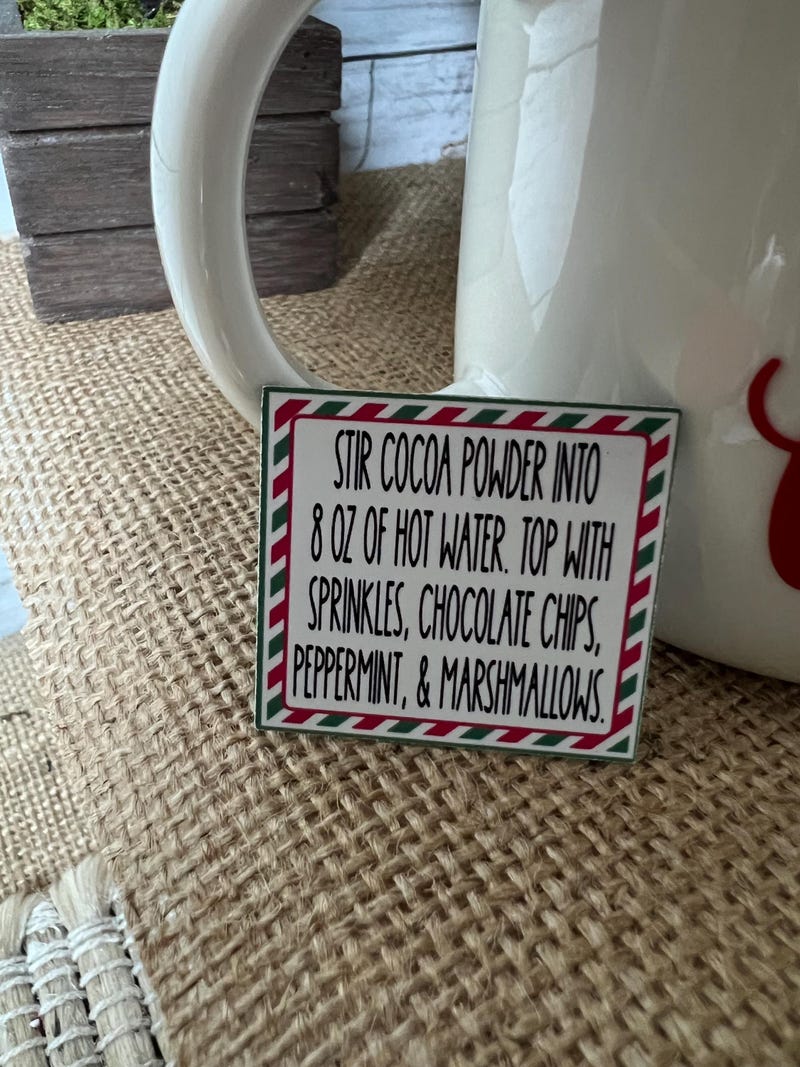 STIR COCOA POWDER INTO
8 OZ OF HOT WATER. TOP WITH
SPRINKLES, CHOCOLATE CHIPS,
PEPPERMINT, & MARSHMALLOWS.